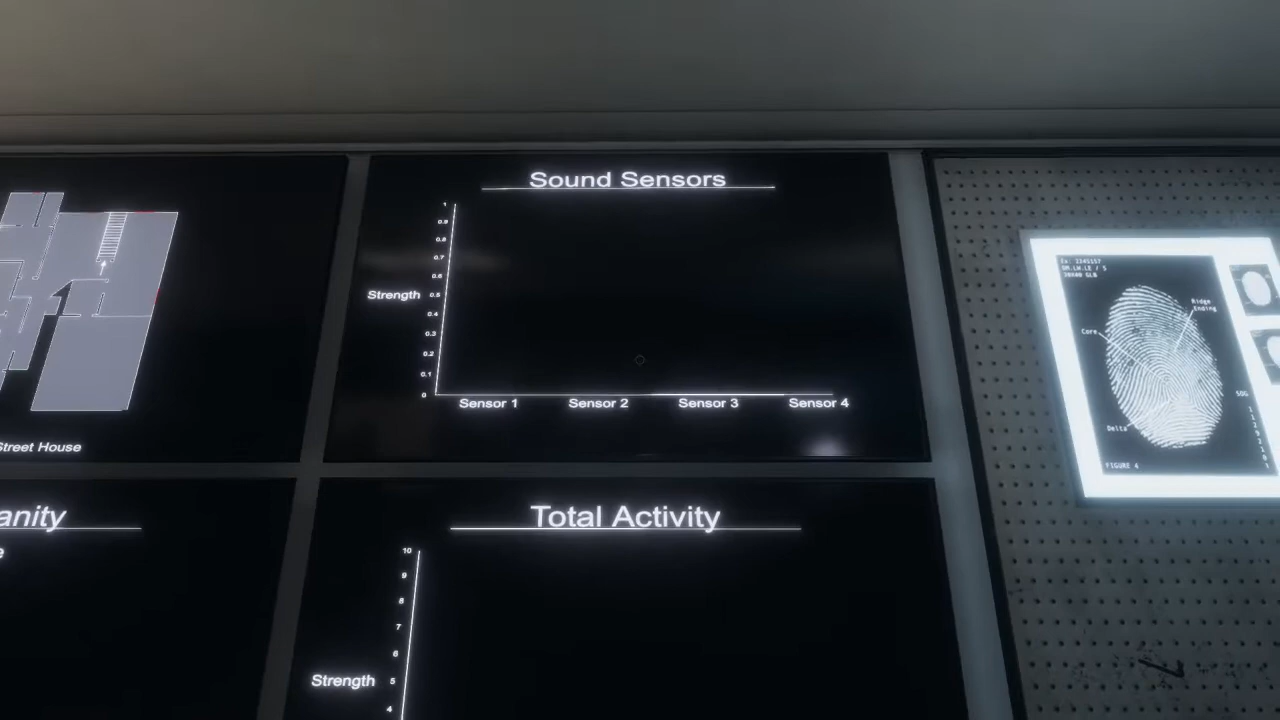 Sound Sensors
1
0.9
0.8
0.7
0.6
Strength 0.5
0.4
0.3
0.2
0.1
0
Sensor 1 Sensor 2 Sensor 3 Sensor 4
Street House
anity
e
Total Activity
10
9
8
7
6
Strength 5
4
Ridge
Ending
Core
Delta
FIGURE 4